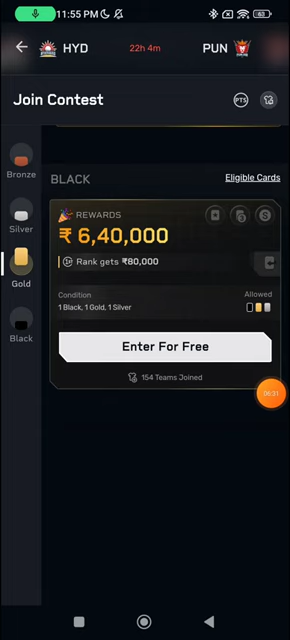 11:55 PM
63
HYD
22h 4m
PUN
Join Contest
PTS
Bronze
Silver
Gold
Black
BLACK
Eligible Cards
REWARDS
₹ 6,40,000
Rank gets ₹80,000
Condition
Allowed
1 Black, 1 Gold, 1 Silver
Enter For Free
154 Teams Joined